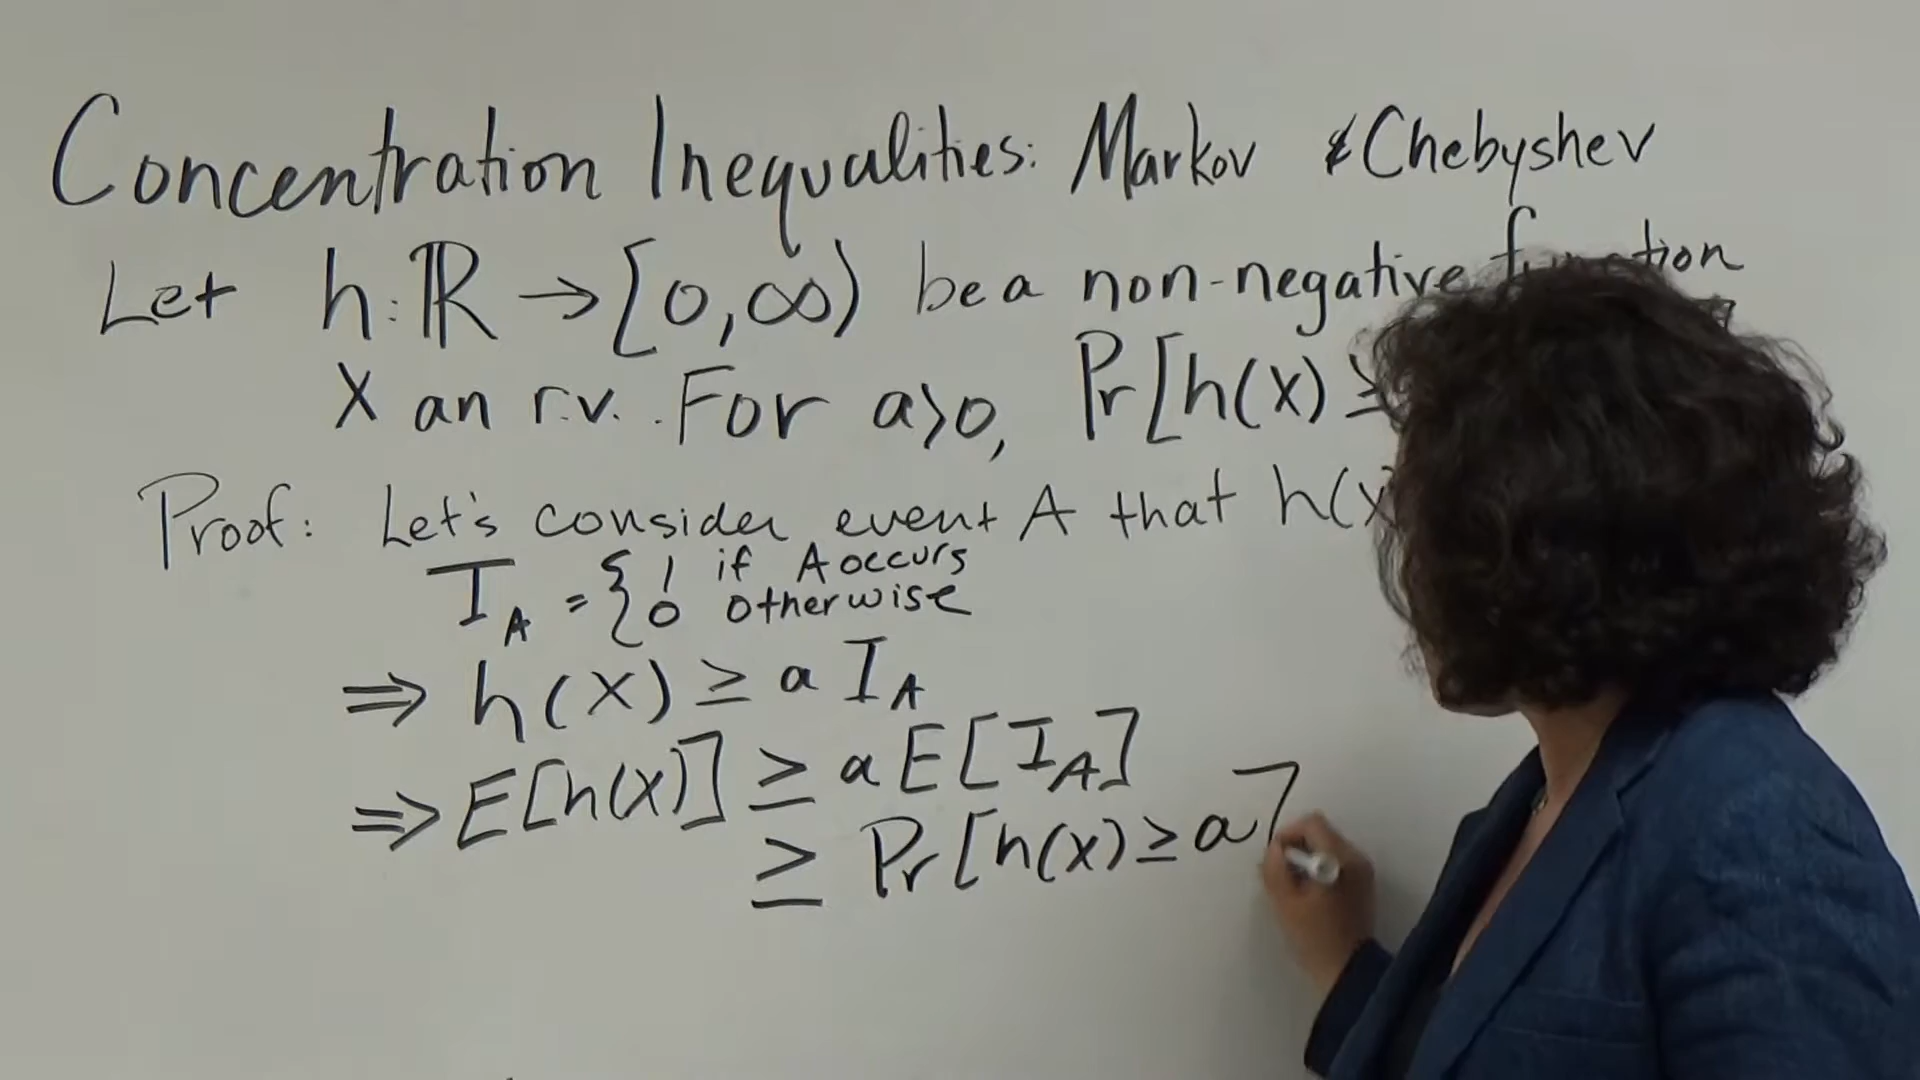 Concentration Inequalities: Markov & Chebyshev
Let h: ℝ → [0,∞) be a non-negative
X an r.v. For a>0, Pr[h(X) ≥
Proof: Let's consider event A that h(X
I_A = { 1 if A occurs
0 otherwise
⇒ h(X) ≥ a I_A
⇒ E[h(X)] ≥ a E[I_A]
≥ Pr[h(X) ≥ a]